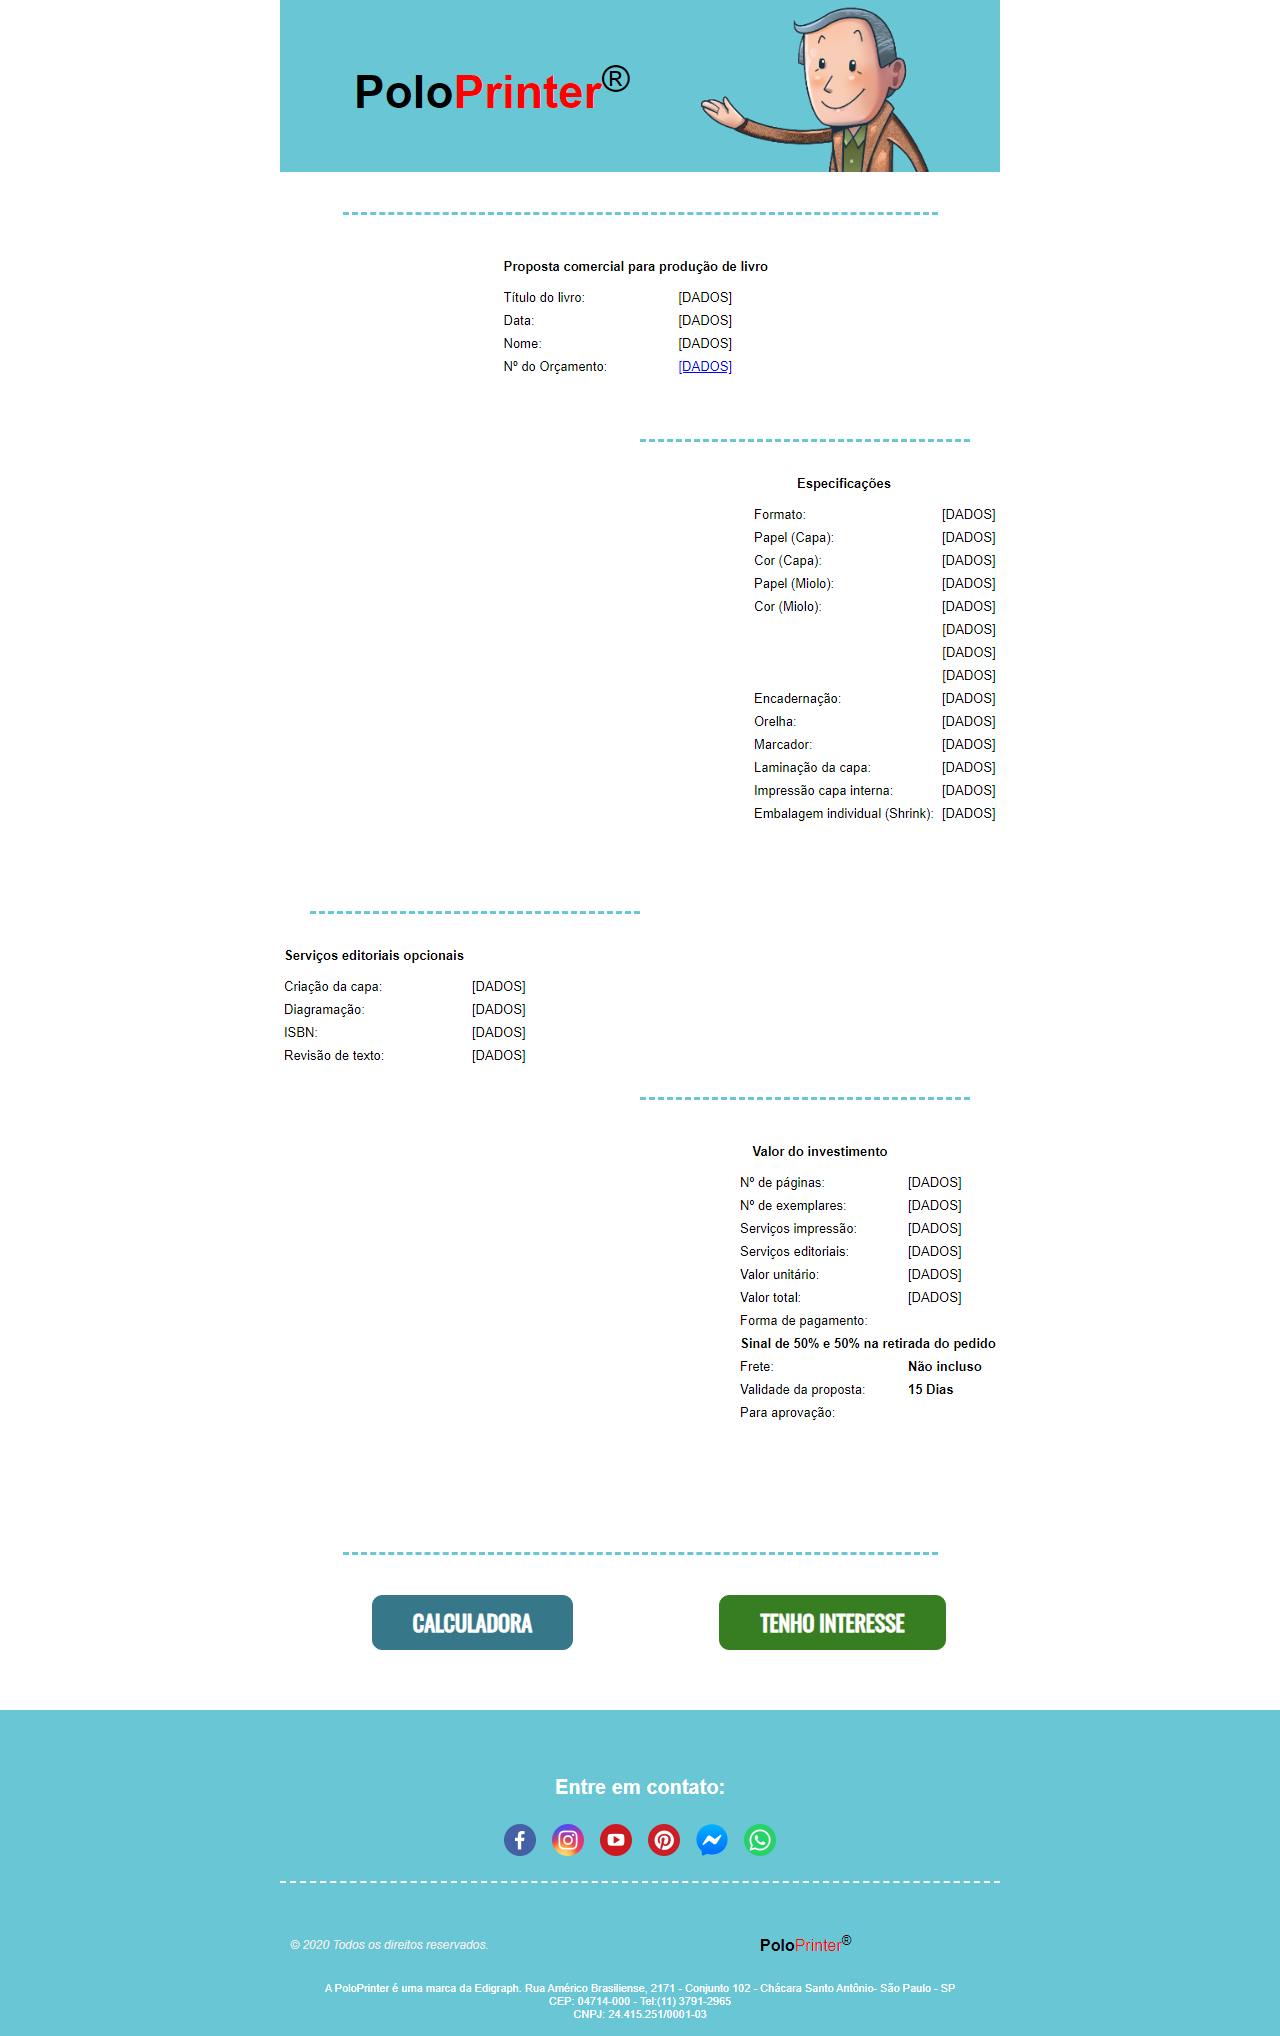 PoloPrinter®
Proposta comercial para produção de livro
Título do livro: [DADOS]
Data: [DADOS]
Nome: [DADOS]
Nº do Orçamento: [DADOS]
Especificações
Formato: [DADOS]
Papel (Capa): [DADOS]
Cor (Capa): [DADOS]
Papel (Miolo): [DADOS]
Cor (Miolo): [DADOS]
[DADOS]
[DADOS]
[DADOS]
Encadernação: [DADOS]
Orelha: [DADOS]
Marcador: [DADOS]
Laminação da capa: [DADOS]
Impressão capa interna: [DADOS]
Embalagem individual (Shrink): [DADOS]
Serviços editoriais opcionais
Criação da capa: [DADOS]
Diagramação: [DADOS]
ISBN: [DADOS]
Revisão de texto: [DADOS]
Valor do investimento
Nº de páginas: [DADOS]
Nº de exemplares: [DADOS]
Serviços impressão: [DADOS]
Serviços editoriais: [DADOS]
Valor unitário: [DADOS]
Valor total: [DADOS]
Forma de pagamento:
Sinal de 50% e 50% na retirada do pedido
Frete: Não incluso
Validade da proposta: 15 Dias
Para aprovação:
CALCULADORA TENHO INTERESSE
Entre em contato:
© 2020 Todos os direitos reservados. PoloPrinter®
A PoloPrinter é uma marca da Edigraph. Rua Américo Brasiliense, 2171 - Conjunto 102 - Chácara Santo Antônio- São Paulo - SP
CEP: 04714-000 - Tel:(11) 3791-2965
CNPJ: 24.415.251/0001-03